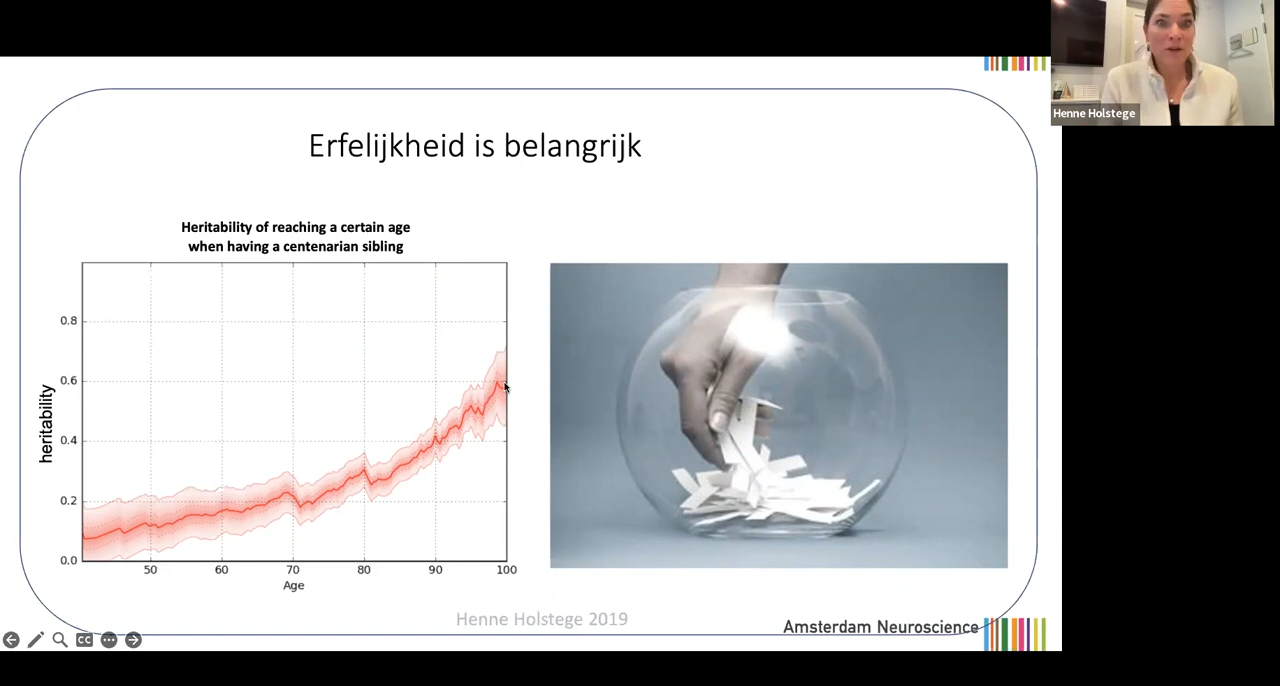 Henne Holstege
Erfelijkheid is belangrijk
Heritability of reaching a certain age
when having a centenarian sibling
heritability
0.8
0.6
0.4
0.2
0.0
50 60 70 80 90 100
Age
Henne Holstege 2019
Amsterdam Neuroscience
CC